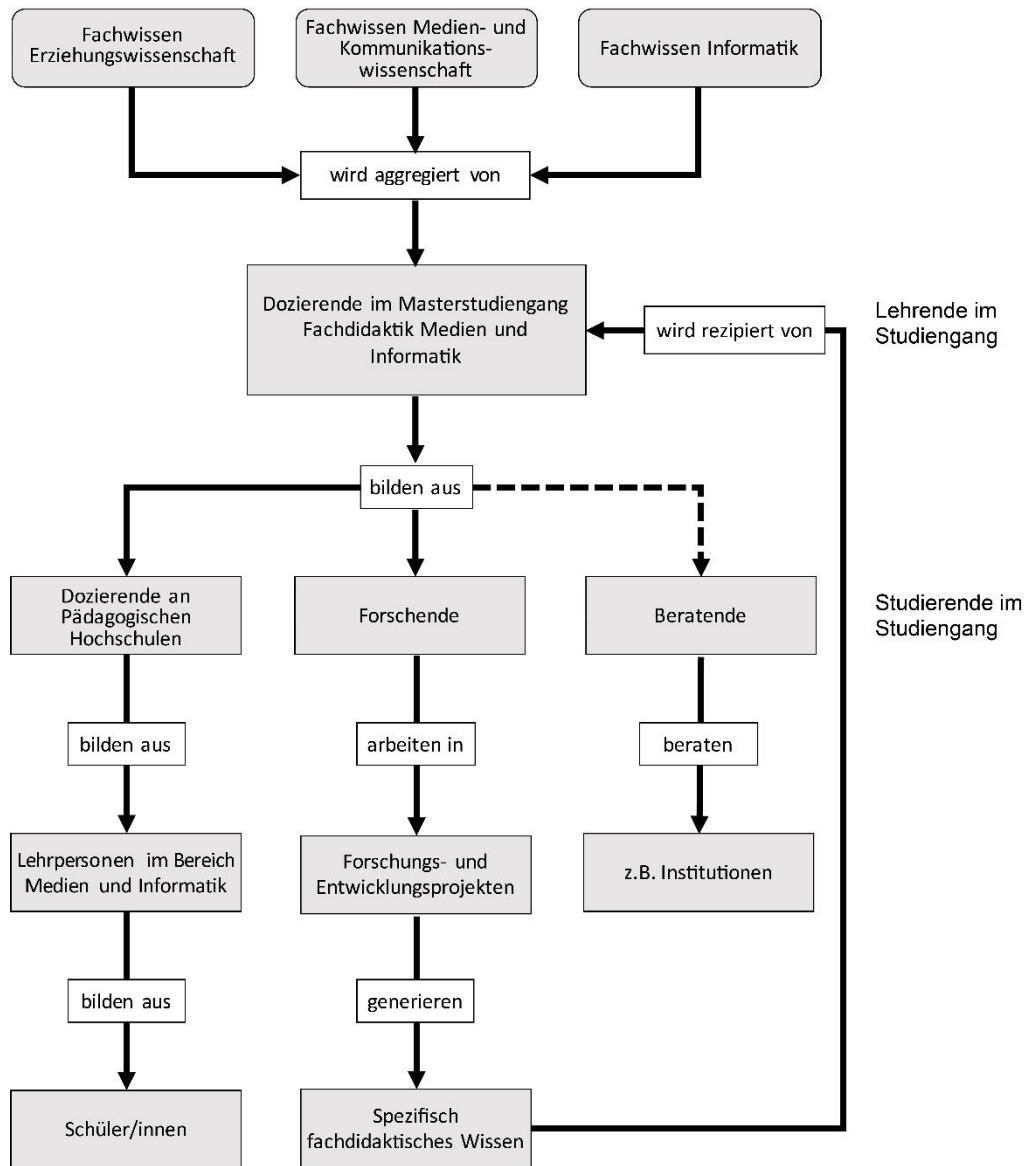 Fachwissen
Erziehungswissenschaft
Fachwissen Medien- und
Kommunikations-
wissenschaft
Fachwissen Informatik
wird aggregiert von
Dozierende im Masterstudiengang
Fachdidaktik Medien und
Informatik
wird rezipiert von
Lehrende im
Studiengang
bilden aus
Dozierende an
Pädagogischen
Hochschulen
Forschende
Beratende
Studierende im
Studiengang
bilden aus
arbeiten in
beraten
Lehrpersonen im Bereich
Medien und Informatik
Forschungs- und
Entwicklungsprojekten
z.B. Institutionen
bilden aus
generieren
Schüler/innen
Spezifisch
fachdidaktisches Wissen